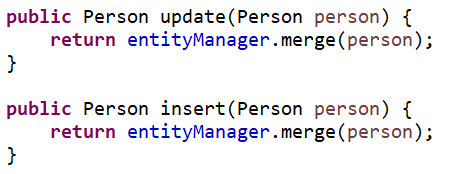 public Person update(Person person) {
    return entityManager.merge(person);
}
public Person insert(Person person) {
    return entityManager.merge(person);
}